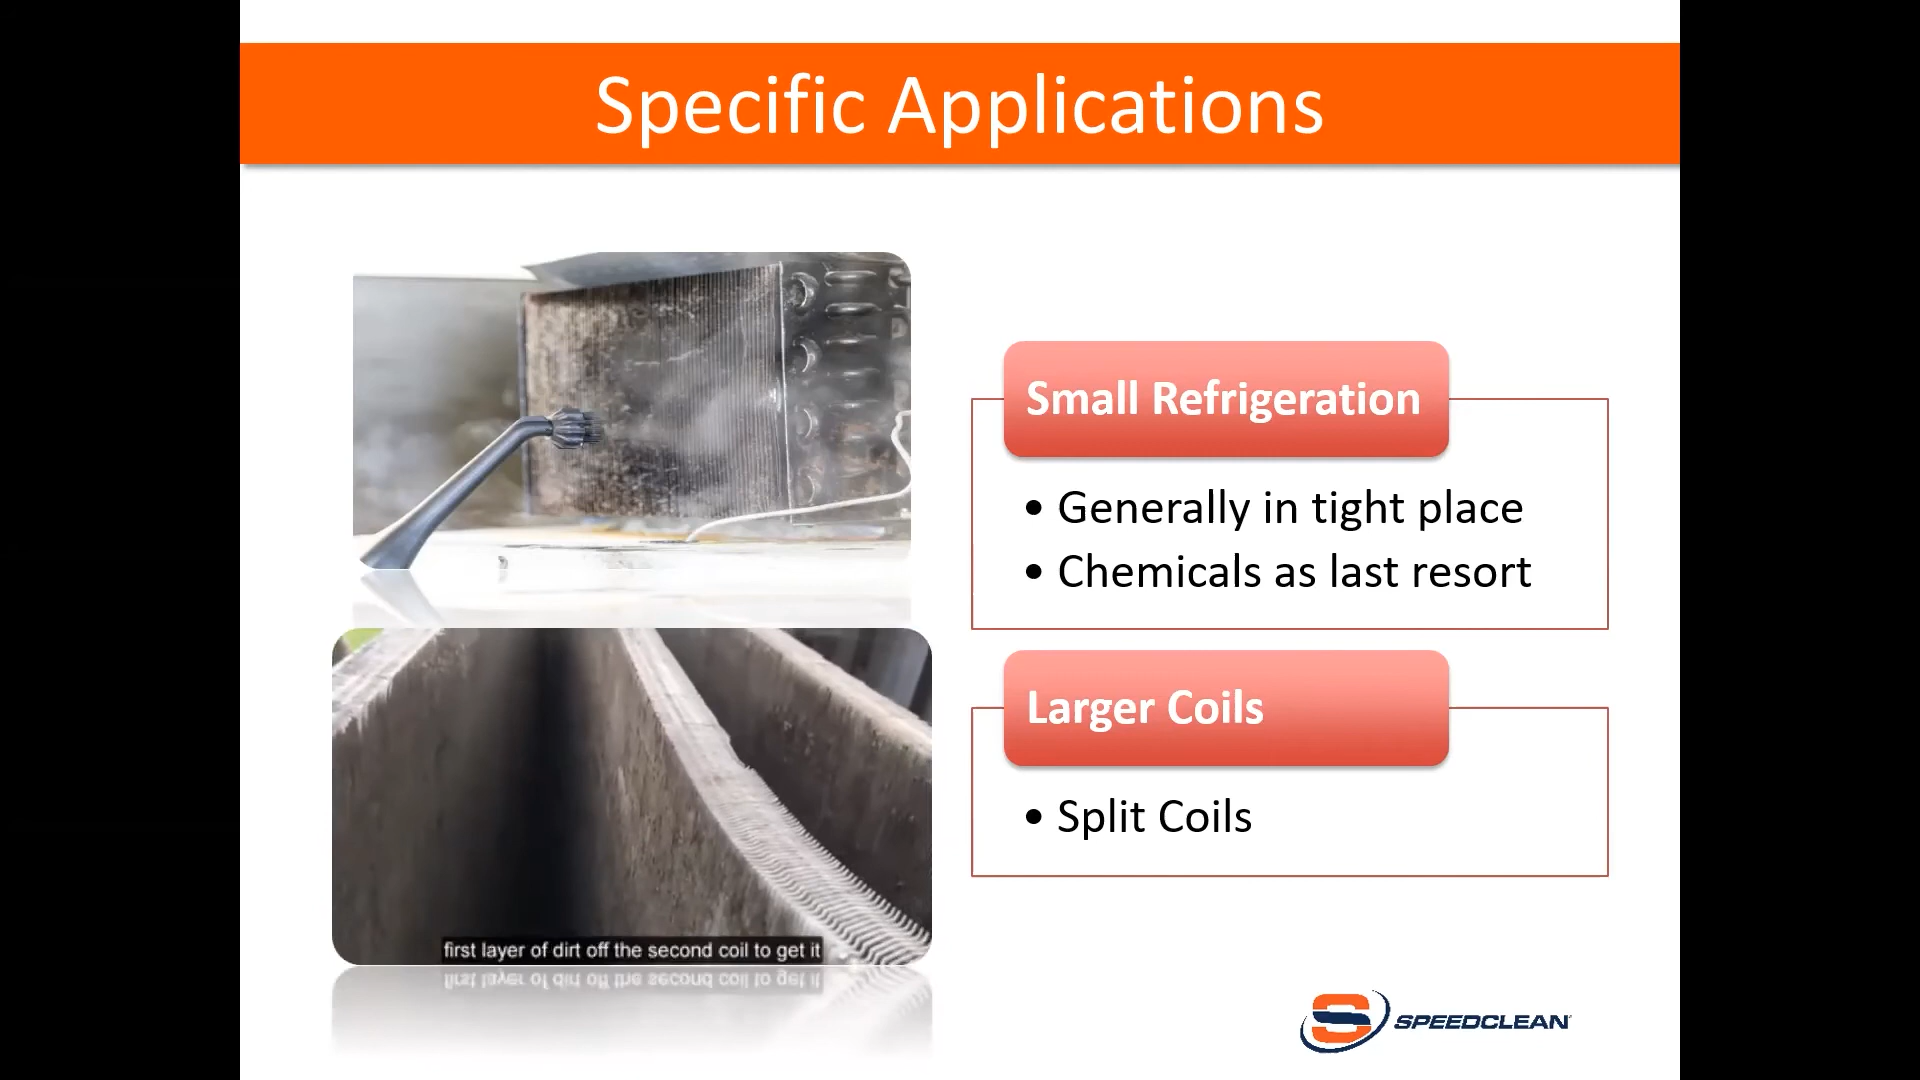 Specific Applications
Small Refrigeration
• Generally in tight place
• Chemicals as last resort
Larger Coils
• Split Coils
first layer of dirt off the second coil to get it
SPEEDCLEAN